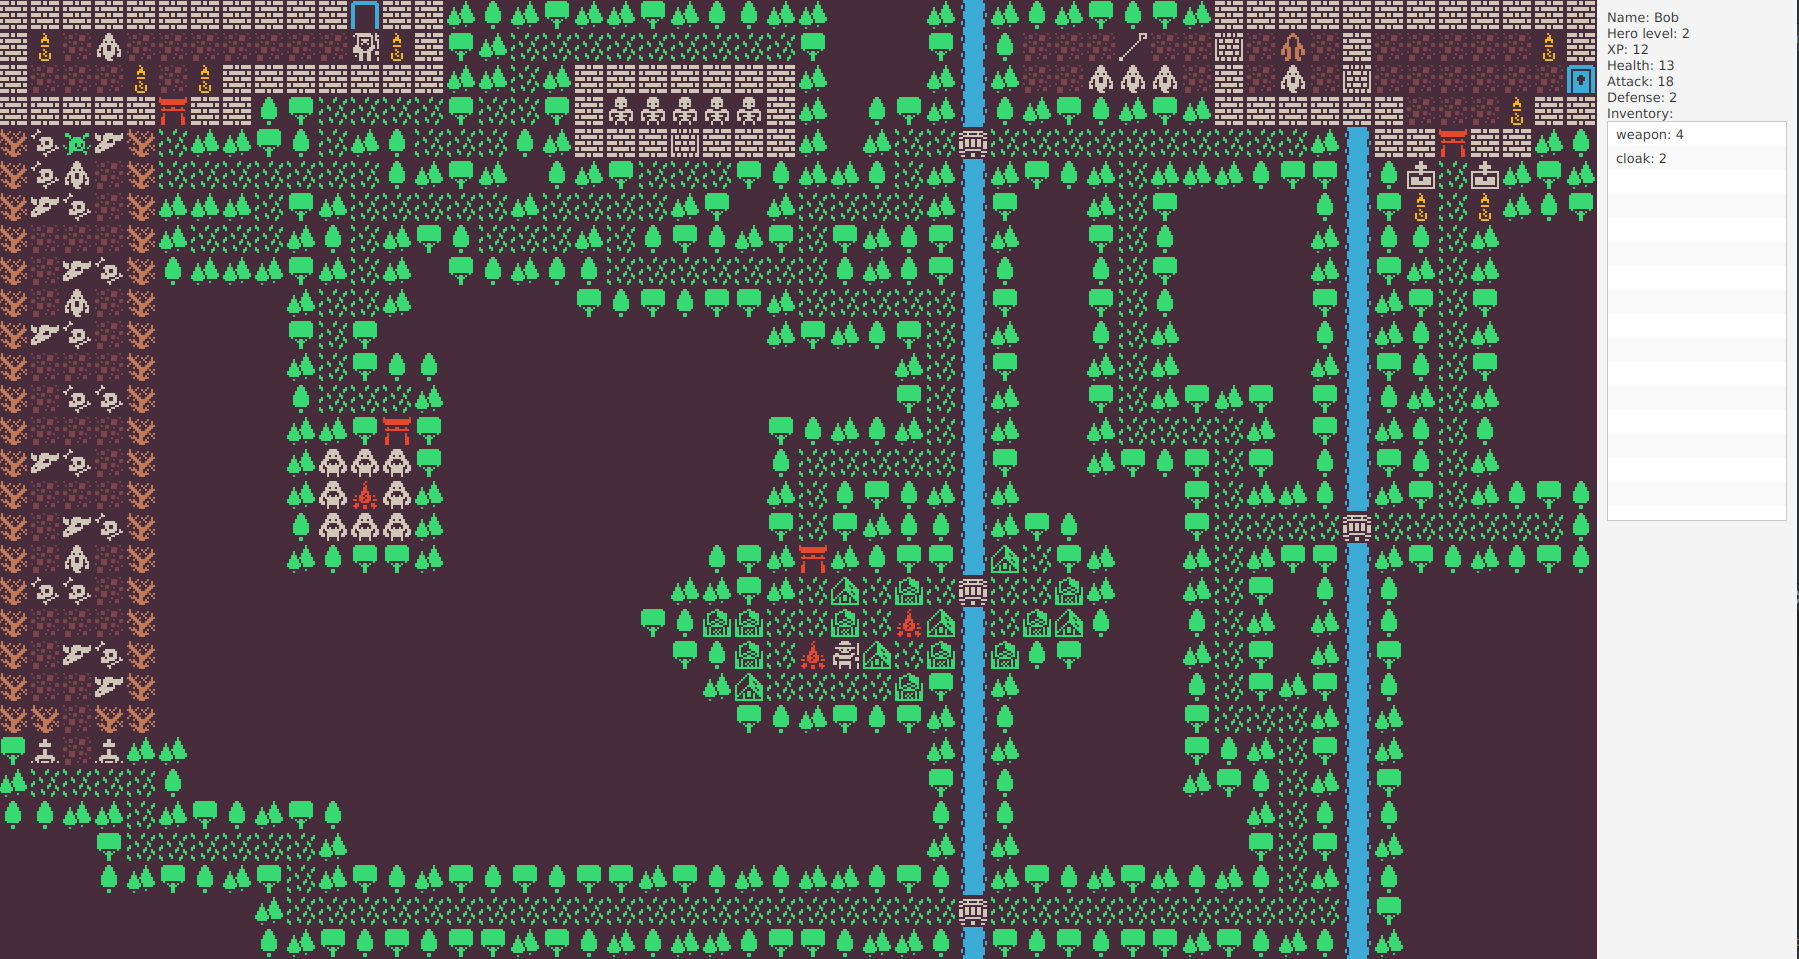 Name: Bob
Hero level: 2
XP: 12
Health: 13
Attack: 18
Defense: 2
Inventory:
weapon: 4
cloak: 2